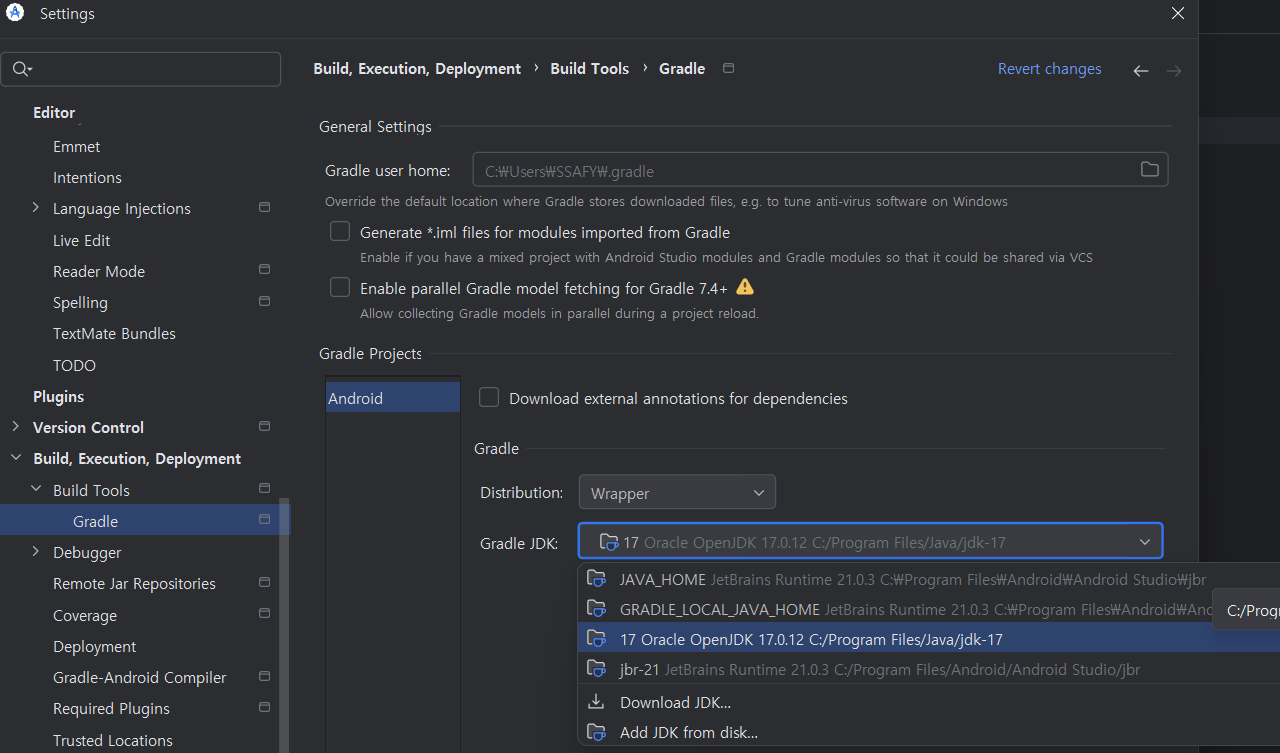 Settings
Build, Execution, Deployment › Build Tools › Gradle
Revert changes
Editor
Emmet
Intentions
Language Injections
Live Edit
Reader Mode
Spelling
TextMate Bundles
TODO
Plugins
Version Control
Build, Execution, Deployment
Build Tools
Gradle
Debugger
Remote Jar Repositories
Coverage
Deployment
Gradle-Android Compiler
Required Plugins
Trusted Locations
General Settings
Gradle user home: C:₩Users₩SSAFY₩.gradle
Override the default location where Gradle stores downloaded files, e.g. to tune anti-virus software on Windows
Generate *.iml files for modules imported from Gradle
Enable if you have a mixed project with Android Studio modules and Gradle modules so that it could be shared via VCS
Enable parallel Gradle model fetching for Gradle 7.4+
Allow collecting Gradle models in parallel during a project reload.
Gradle Projects
Android
Download external annotations for dependencies
Gradle
Distribution: Wrapper
Gradle JDK: 17 Oracle OpenJDK 17.0.12 C:/Program Files/Java/jdk-17
JAVA_HOME JetBrains Runtime 21.0.3 C:₩Program Files₩Android₩Android Studio₩jbr
GRADLE_LOCAL_JAVA_HOME JetBrains Runtime 21.0.3 C:₩Program Files₩Android₩And
C:/Progr
17 Oracle OpenJDK 17.0.12 C:/Program Files/Java/jdk-17
jbr-21 JetBrains Runtime 21.0.3 C:/Program Files/Android/Android Studio/jbr
Download JDK...
Add JDK from disk...